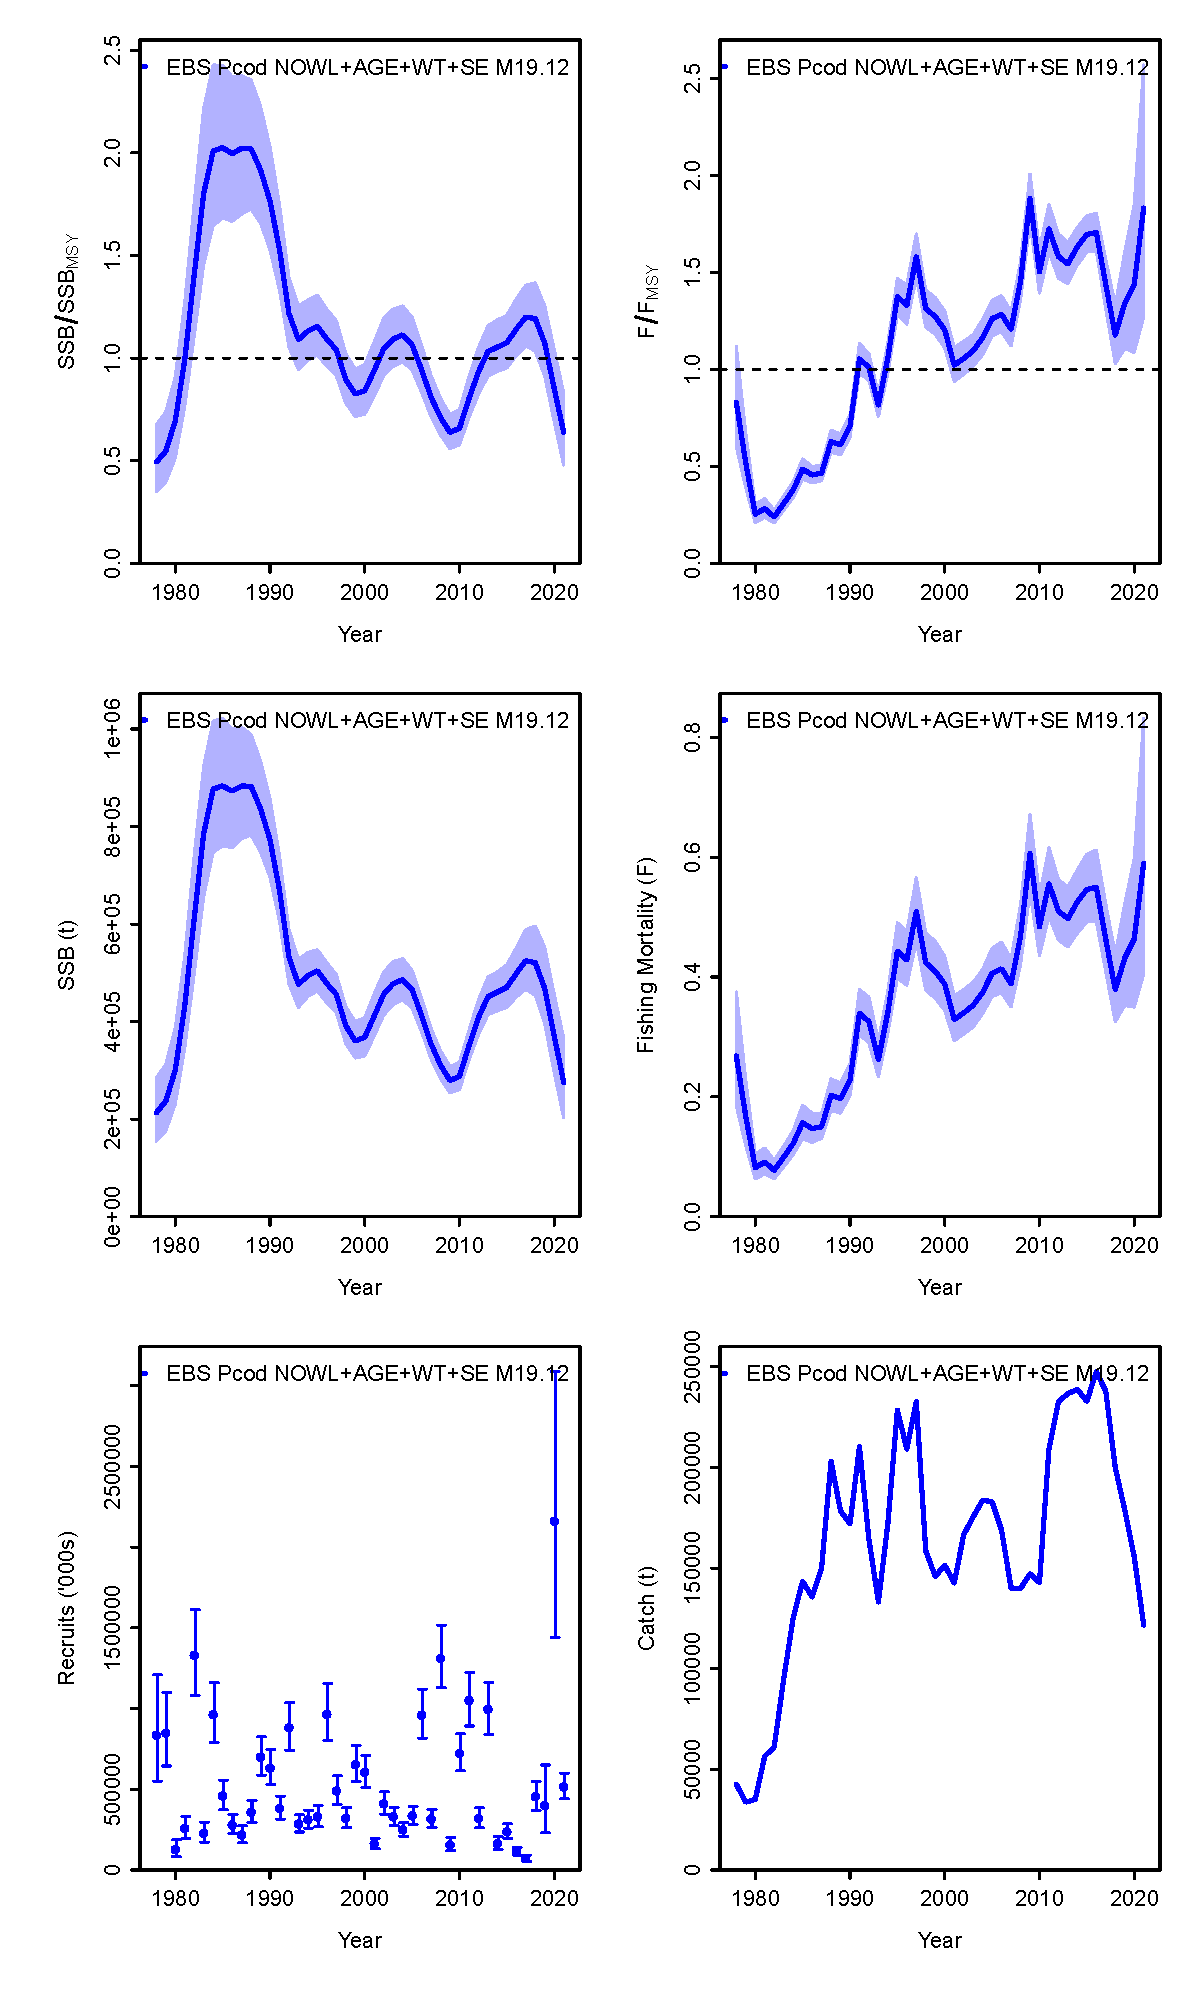 EBS Pcod NOWL+AGE+WT+SE M19.12
SSB/SSBMSY
0.0 0.5 1.0 1.5 2.0 2.5
1980 1990 2000 2010 2020
Year
EBS Pcod NOWL+AGE+WT+SE M19.12
F/FMSY
0.0 0.5 1.0 1.5 2.0 2.5
1980 1990 2000 2010 2020
Year
EBS Pcod NOWL+AGE+WT+SE M19.12
SSB (t)
0e+00 2e+05 4e+05 6e+05 8e+05 1e+06
1980 1990 2000 2010 2020
Year
EBS Pcod NOWL+AGE+WT+SE M19.12
Fishing Mortality (F)
0.0 0.2 0.4 0.6 0.8
1980 1990 2000 2010 2020
Year
EBS Pcod NOWL+AGE+WT+SE M19.12
Recruits ('000s)
0 500000 1500000 2500000
1980 1990 2000 2010 2020
Year
EBS Pcod NOWL+AGE+WT+SE M19.12
Catch (t)
0 50000 100000 150000 200000 250000
1980 1990 2000 2010 2020
Year